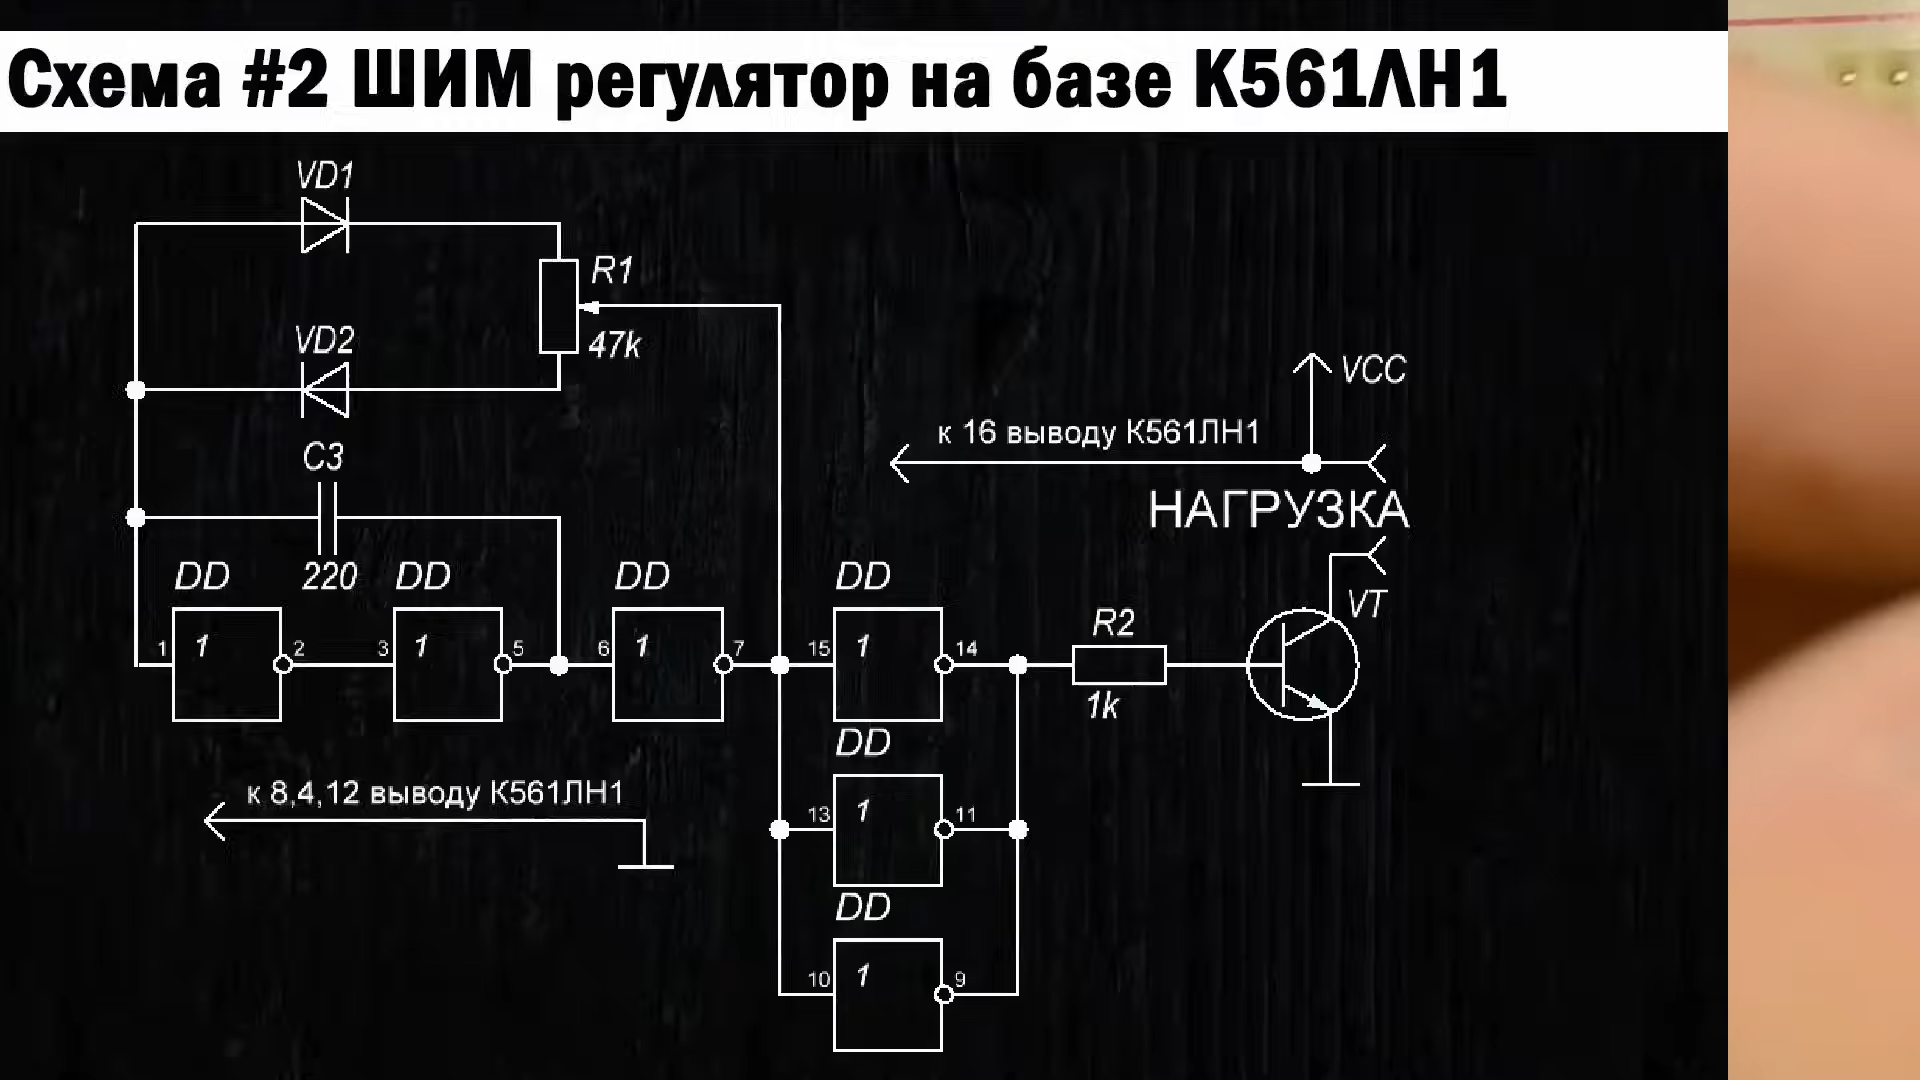 Схема #2 ШИМ регулятор на базе К561ЛН1
VD1
R1
47k
VD2
VCC
к 16 выводу К561ЛН1
C3
НАГРУЗКА
DD
220
DD
DD
DD
VT
R2
1
1
2
3
1
5
6
1
7
15
1
14
1k
DD
к 8,4,12 выводу К561ЛН1
13
1
11
DD
10
1
9